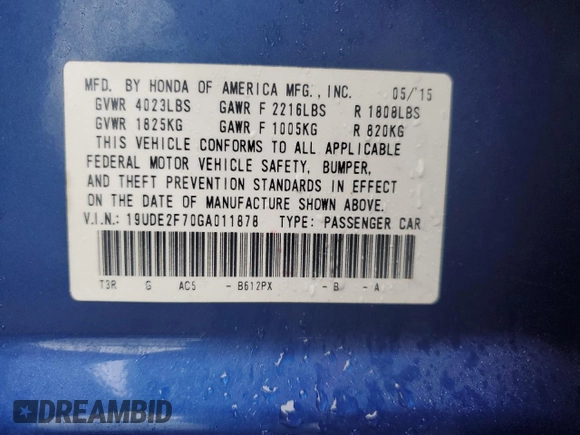 MFD. BY HONDA OF AMERICA MFG., INC. 05/'15
GVWR 4023LBS GAWR F 2216LBS R 1808LBS
GVWR 1825KG GAWR F 1005KG R 820KG
THIS VEHICLE CONFORMS TO ALL APPLICABLE
FEDERAL MOTOR VEHICLE SAFETY, BUMPER,
AND THEFT PREVENTION STANDARDS IN EFFECT
ON THE DATE OF MANUFACTURE SHOWN ABOVE.
V.I.N.: 19UDE2F70GA011878 TYPE: PASSENGER CAR
T3R G AC5 - B612PX - B - A
DREAMBID